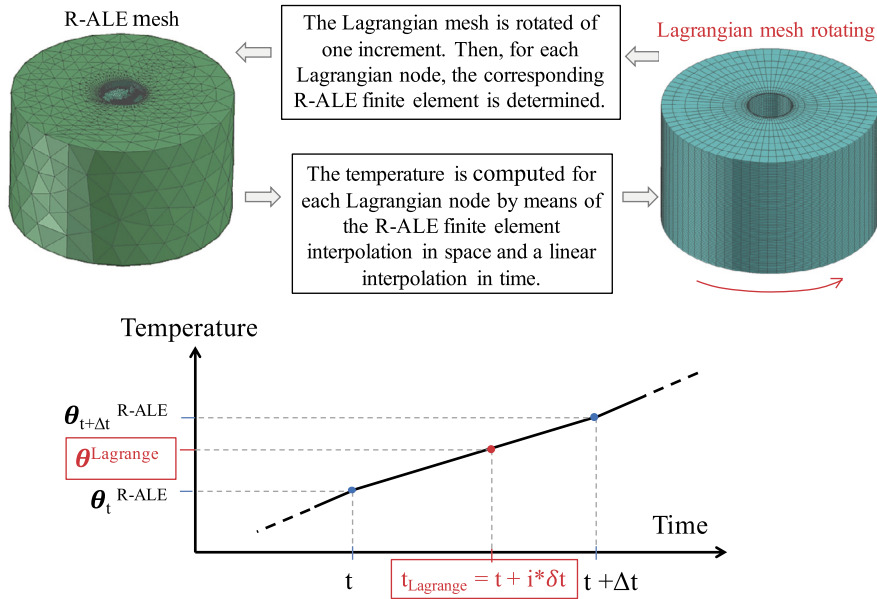 R-ALE mesh
The Lagrangian mesh is rotated of
one increment. Then, for each
Lagrangian node, the corresponding
R-ALE finite element is determined.
Lagrangian mesh rotating
The temperature is computed for
each Lagrangian node by means of
the R-ALE finite element
interpolation in space and a linear
interpolation in time.
Temperature
θt+Δt R-ALE
θLagrange
θt R-ALE
Time
t
tLagrange = t + i*δt
t +Δt